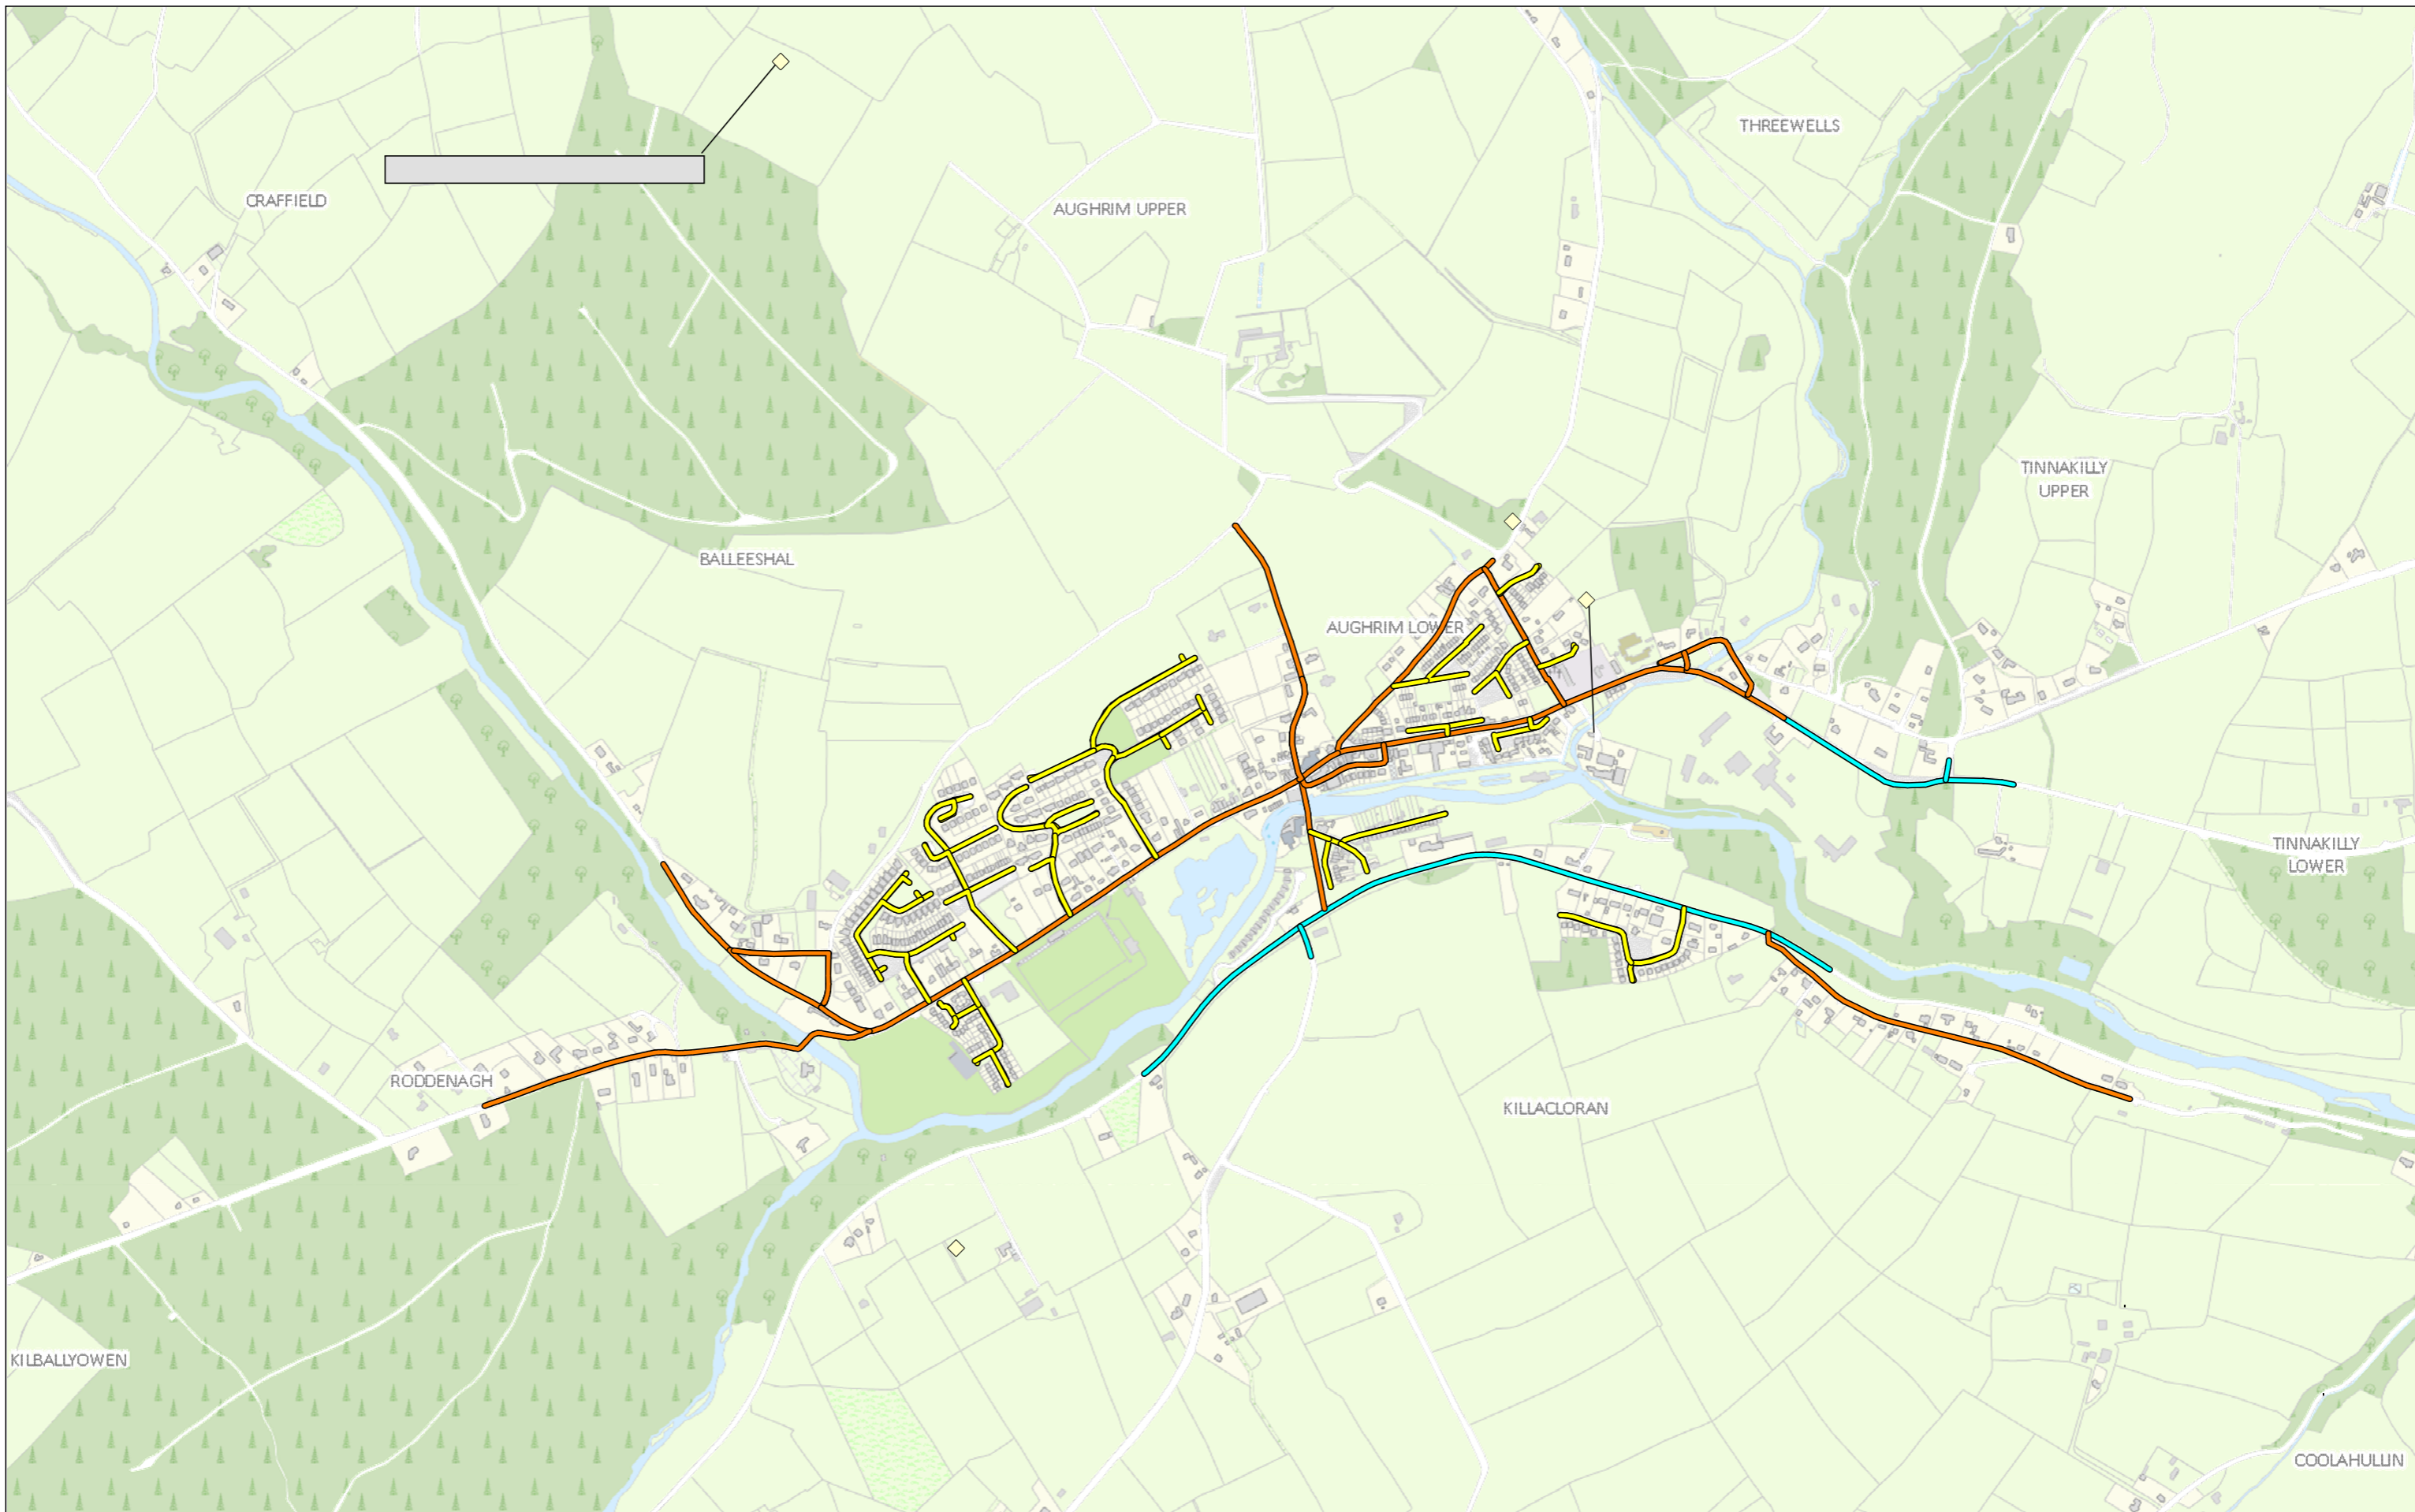 THREEWELLS
CRAFFIELD
AUGHRIM UPPER
TINNAKILLY
UPPER
BALLEESHAL
AUGHRIM LOWER
TINNAKILLY
LOWER
RODDENAGH
KILLACLORAN
KILBALLYOWEN
COOLAHULLIN